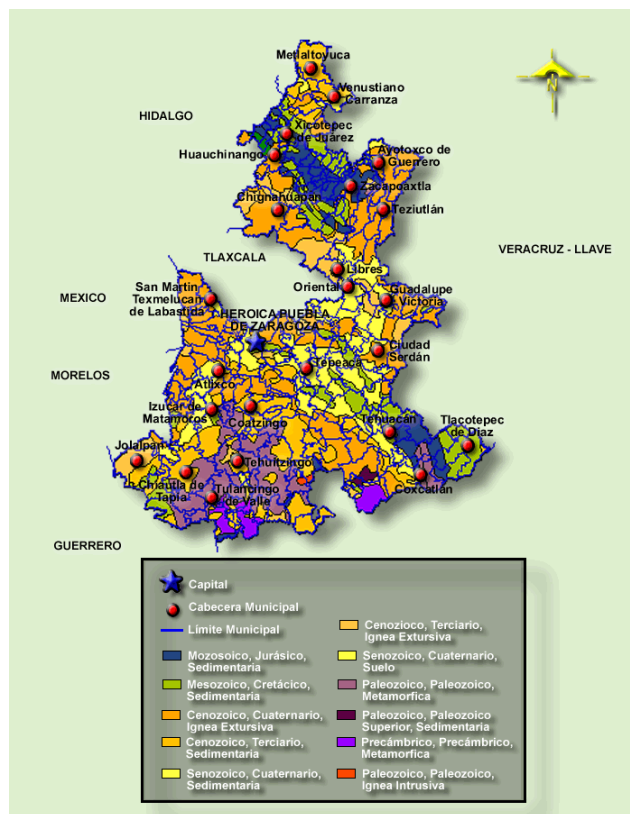 Metlaltoyuca
Venustiano
Carranza
HIDALGO
Xicotepec
de Juárez
Huauchinango
Ayotoxco de
Guerrero
Zacapoaxtla
Chignahuapan
Teziutlán
VERACRUZ - LLAVE
TLAXCALA
Libres
Oriental
San Martin
Texmelucan
de Labastida
MEXICO
Guadalupe
Victoria
HEROICA PUEBLA
DE ZARAGOZA
Ciudad
Serdán
Tepeaca
MORELOS
Atlixco
Izucar de
Matamoros
Coatzingo
Tehuacán
Tlacotepec
de Díaz
Jolalpan
Tehuitzingo
Chiautla de
Tapia
Tulancingo
de Valle
Coxcatlán
GUERRERO
N
Capital
Cabecera Municipal
Límite Municipal
Mozosoico, Jurásico,
Sedimentaria
Mesozoico, Cretácico,
Sedimentaria
Cenozoico, Cuaternario,
Ignea Extursiva
Cenozoico, Terciario,
Sedimentaria
Senozoico, Cuaternario,
Sedimentaria
Cenozioco, Terciario,
Ignea Extursiva
Senozoico, Cuaternario,
Suelo
Paleozoico, Paleozoico,
Metamorfica
Paleozoico, Paleozoico
Superior, Sedimentaria
Precámbrico, Precámbrico,
Metamorfica
Paleozoico, Paleozoico,
Ignea Intrusiva